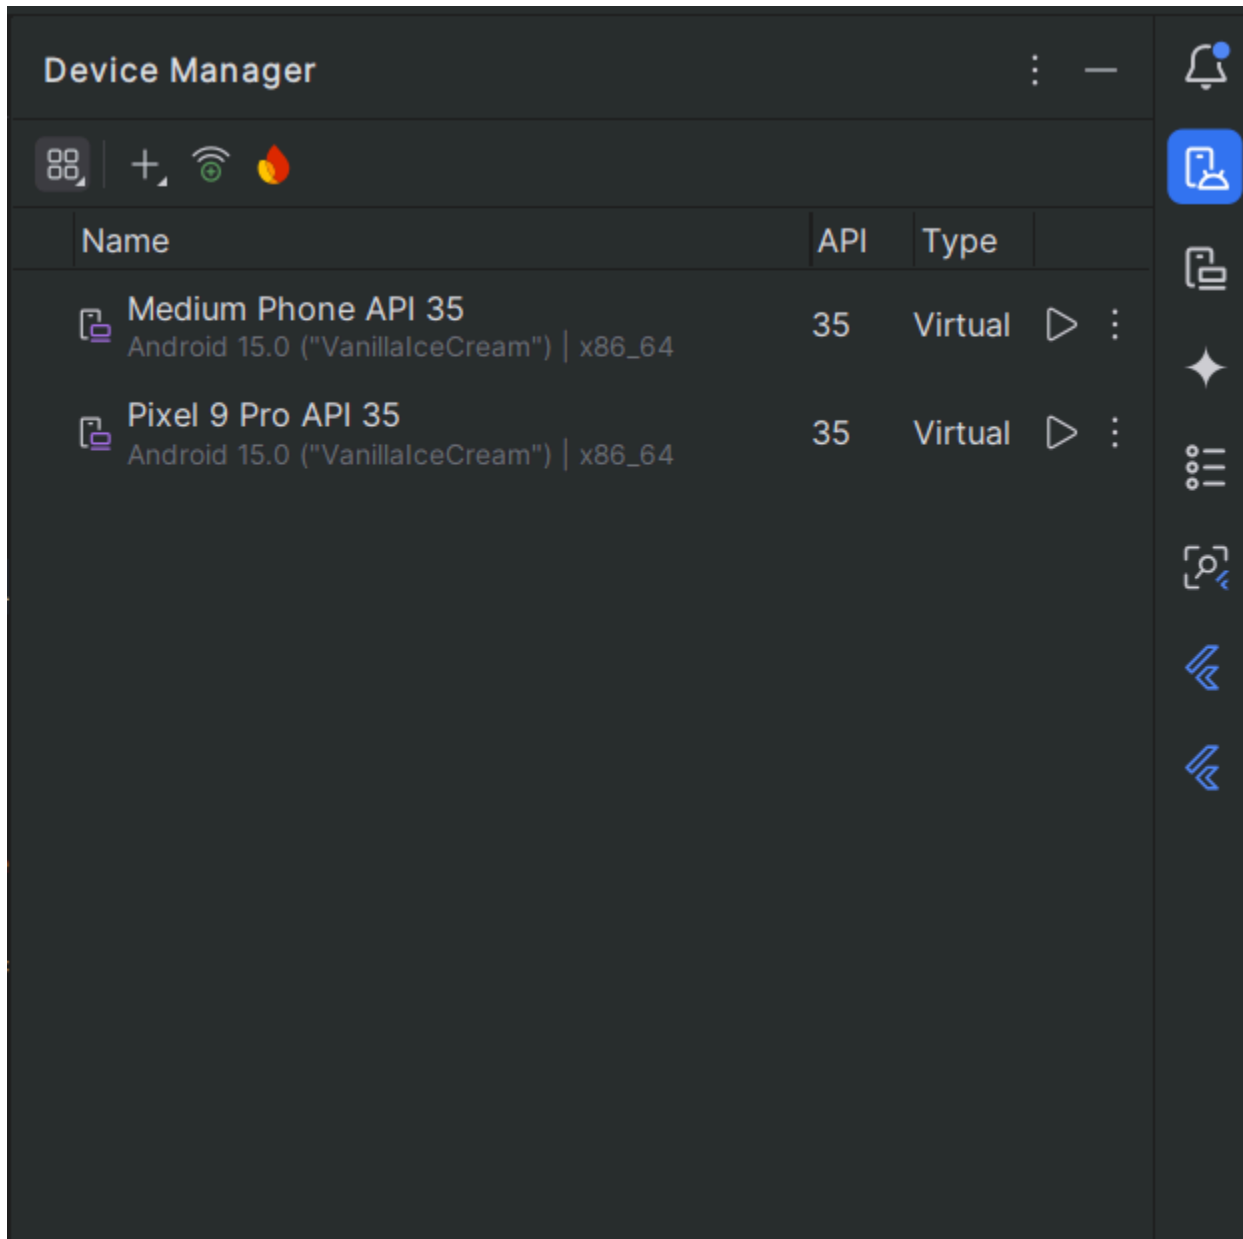 Device Manager
Name API Type
Medium Phone API 35
Android 15.0 ("VanillaIceCream") | x86_64
35 Virtual
Pixel 9 Pro API 35
Android 15.0 ("VanillaIceCream") | x86_64
35 Virtual